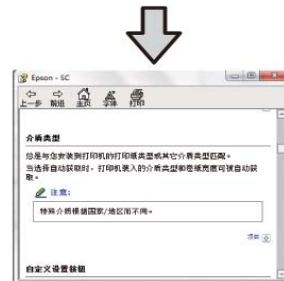 Epson - SC
上一步 前进 主页 字体 打印
介质类型
总是与您安装到打印机的打印纸类型或其它介质类型匹配。
当选择自动获取时，打印机装入的介质类型和卷纸宽度可被自动获
取。
注意：
特殊介质根据国家/地区而不同。
顶部
自定义设置按钮